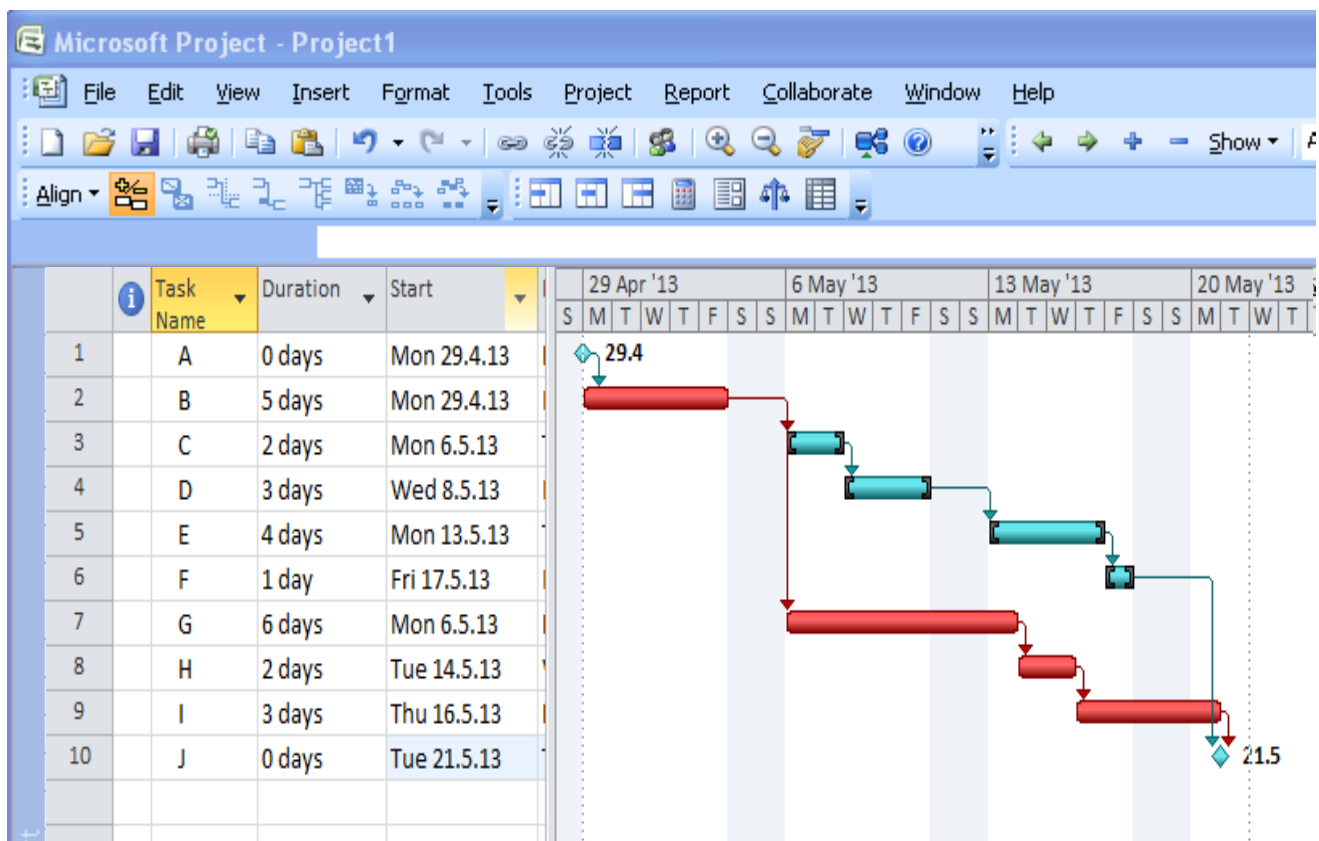 Microsoft Project - Project1
File Edit View Insert Format Tools Project Report Collaborate Window Help
Show
Align
Task Name Duration Start 29 Apr '13 6 May '13 13 May '13 20 May '13
S M T W T F S S M T W T F S S M T W T F S S M T W T
1 A 0 days Mon 29.4.13 29.4
2 B 5 days Mon 29.4.13
3 C 2 days Mon 6.5.13
4 D 3 days Wed 8.5.13
5 E 4 days Mon 13.5.13
6 F 1 day Fri 17.5.13
7 G 6 days Mon 6.5.13
8 H 2 days Tue 14.5.13
9 I 3 days Thu 16.5.13
10 J 0 days Tue 21.5.13 21.5